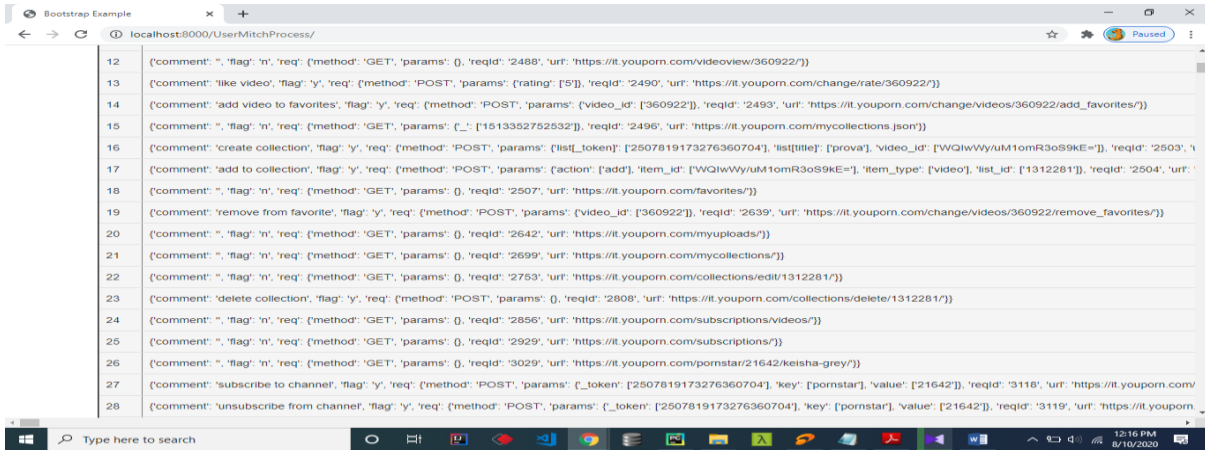 Bootstrap Example
localhost:8000/UserMitchProcess/
Paused
12 {'comment': '', 'flag': 'n', 'req': {'method': 'GET', 'params': {}, 'reqId': '2488', 'url': 'https://it.youporn.com/videoview/360922/'}}
13 {'comment': 'like video', 'flag': 'y', 'req': {'method': 'POST', 'params': {'rating': ['5']}, 'reqId': '2490', 'url': 'https://it.youporn.com/change/rate/360922/'}}
14 {'comment': 'add video to favorites', 'flag': 'y', 'req': {'method': 'POST', 'params': {'video_id': ['360922']}, 'reqId': '2493', 'url': 'https://it.youporn.com/change/videos/360922/add_favorites/'}}
15 {'comment': '', 'flag': 'n', 'req': {'method': 'GET', 'params': {'_': ['1513352752532']}, 'reqId': '2496', 'url': 'https://it.youporn.com/mycollections.json'}}
16 {'comment': 'create collection', 'flag': 'y', 'req': {'method': 'POST', 'params': {'list[_token]': ['2507819173276360704'], 'list[title]': ['prova'], 'video_id': ['WQIwWy/uM1omR3oS9kE=']}, 'reqId': '2503', 'u
17 {'comment': 'add to collection', 'flag': 'y', 'req': {'method': 'POST', 'params': {'action': ['add'], 'item_id': ['WQIwWy/uM1omR3oS9kE='], 'item_type': ['video'], 'list_id': ['1312281']}, 'reqId': '2504', 'url': '
18 {'comment': '', 'flag': 'n', 'req': {'method': 'GET', 'params': {}, 'reqId': '2507', 'url': 'https://it.youporn.com/favorites/'}}
19 {'comment': 'remove from favorite', 'flag': 'y', 'req': {'method': 'POST', 'params': {'video_id': ['360922']}, 'reqId': '2639', 'url': 'https://it.youporn.com/change/videos/360922/remove_favorites/'}}
20 {'comment': '', 'flag': 'n', 'req': {'method': 'GET', 'params': {}, 'reqId': '2642', 'url': 'https://it.youporn.com/myuploads/'}}
21 {'comment': '', 'flag': 'n', 'req': {'method': 'GET', 'params': {}, 'reqId': '2699', 'url': 'https://it.youporn.com/mycollections/'}}
22 {'comment': '', 'flag': 'n', 'req': {'method': 'GET', 'params': {}, 'reqId': '2753', 'url': 'https://it.youporn.com/collections/edit/1312281/'}}
23 {'comment': 'delete collection', 'flag': 'y', 'req': {'method': 'POST', 'params': {}, 'reqId': '2808', 'url': 'https://it.youporn.com/collections/delete/1312281/'}}
24 {'comment': '', 'flag': 'n', 'req': {'method': 'GET', 'params': {}, 'reqId': '2856', 'url': 'https://it.youporn.com/subscriptions/videos/'}}
25 {'comment': '', 'flag': 'n', 'req': {'method': 'GET', 'params': {}, 'reqId': '2929', 'url': 'https://it.youporn.com/subscriptions/'}}
26 {'comment': '', 'flag': 'n', 'req': {'method': 'GET', 'params': {}, 'reqId': '3029', 'url': 'https://it.youporn.com/pornstar/21642/keisha-grey/'}}
27 {'comment': 'subscribe to channel', 'flag': 'y', 'req': {'method': 'POST', 'params': {'_token': ['2507819173276360704'], 'key': ['pornstar'], 'value': ['21642']}, 'reqId': '3118', 'url': 'https://it.youporn.com/
28 {'comment': 'unsubscribe from channel', 'flag': 'y', 'req': {'method': 'POST', 'params': {'_token': ['2507819173276360704'], 'key': ['pornstar'], 'value': ['21642']}, 'reqId': '3119', 'url': 'https://it.youporn.
Type here to search
12:16 PM
8/10/2020